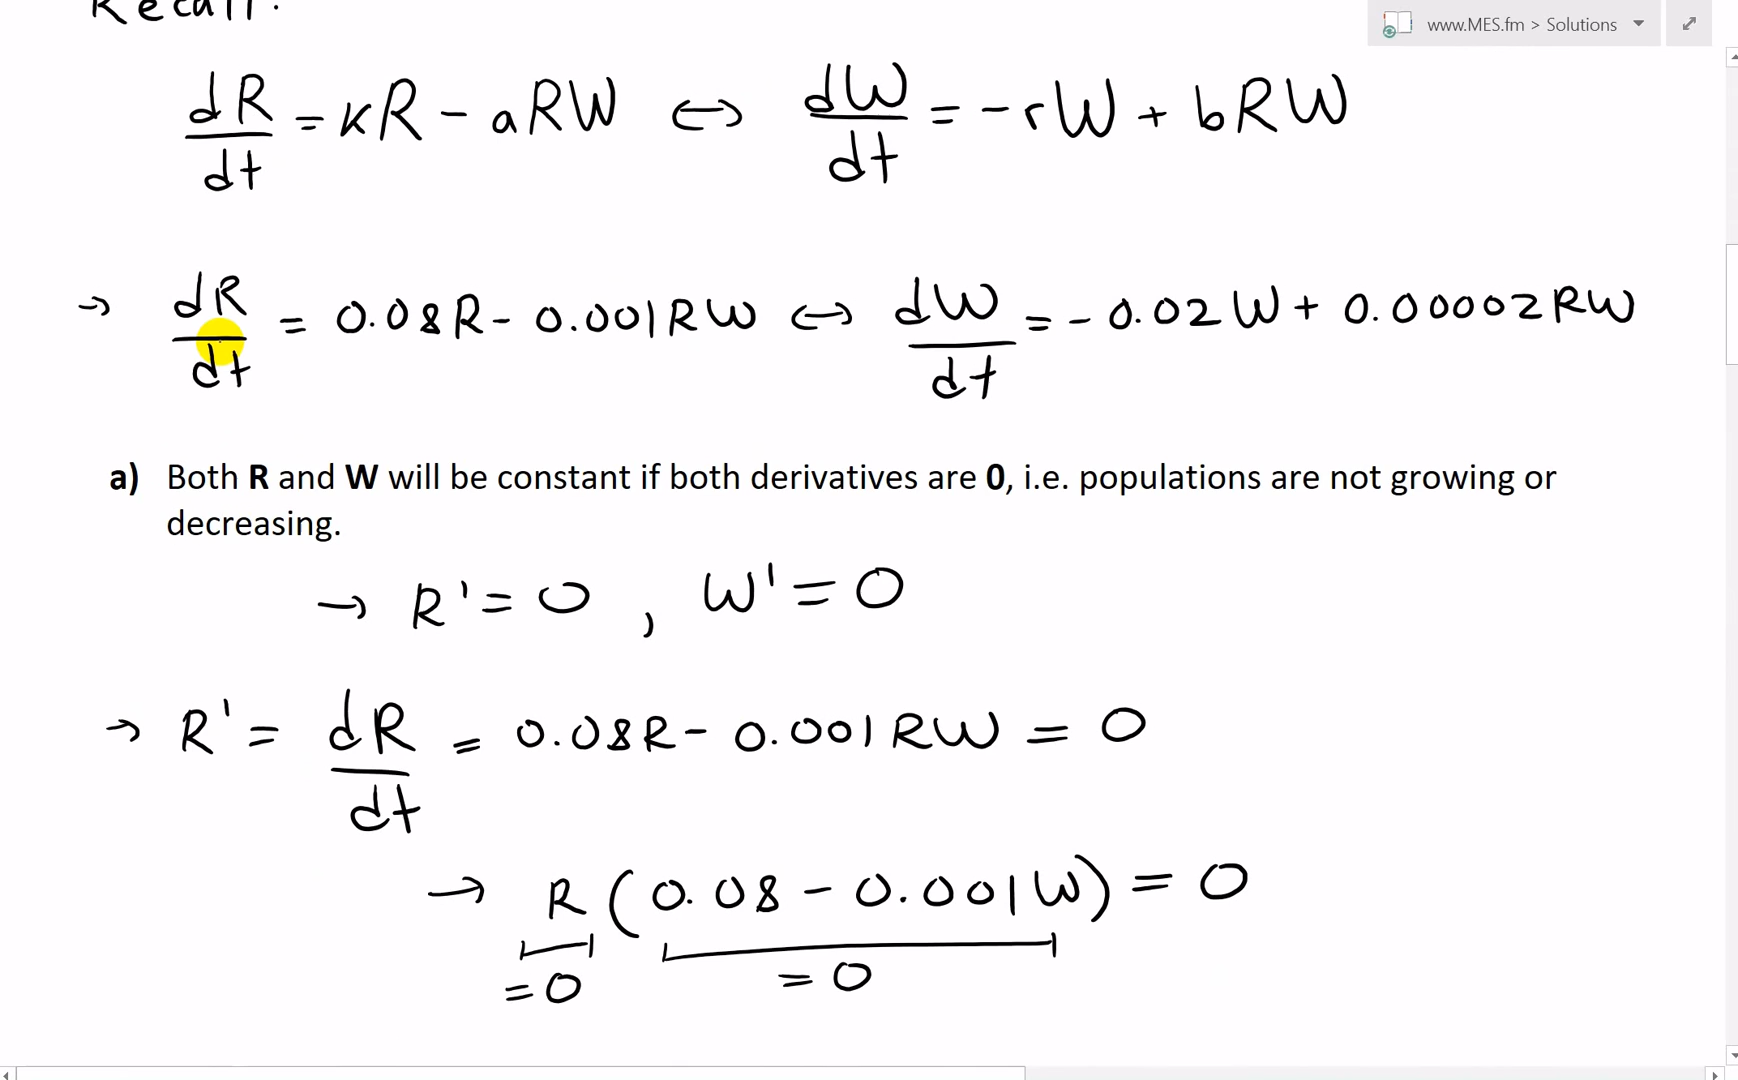 Recall:
www.MES.fm > Solutions
dR/dt = kR - aRW ↔ dW/dt = -rW + bRW
→ dR/dt = 0.08R - 0.001RW ↔ dW/dt = -0.02W + 0.00002RW
a) Both R and W will be constant if both derivatives are 0, i.e. populations are not growing or
decreasing.
→ R' = 0 , W' = 0
→ R' = dR/dt = 0.08R - 0.001RW = 0
→ R(0.08 - 0.001W) = 0
= 0 = 0